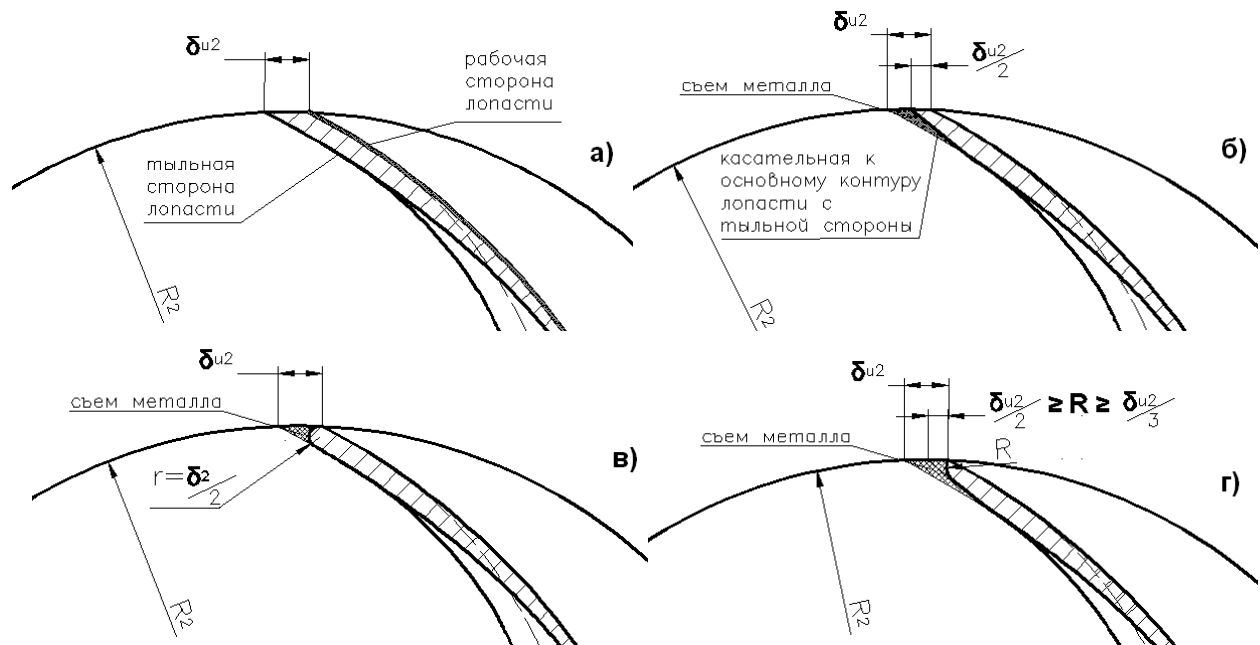 δu2
рабочая
сторона
лопасти
тыльная
сторона
лопасти
R2
а)
δu2
δu2/2
съем металла
касательная к
основному контуру
лопасти с
тыльной стороны
R2
б)
δu2
съем металла
r=δ2/2
R2
в)
δu2
δu2/2 ≥ R ≥ δu2/3
съем металла
R
R2
г)